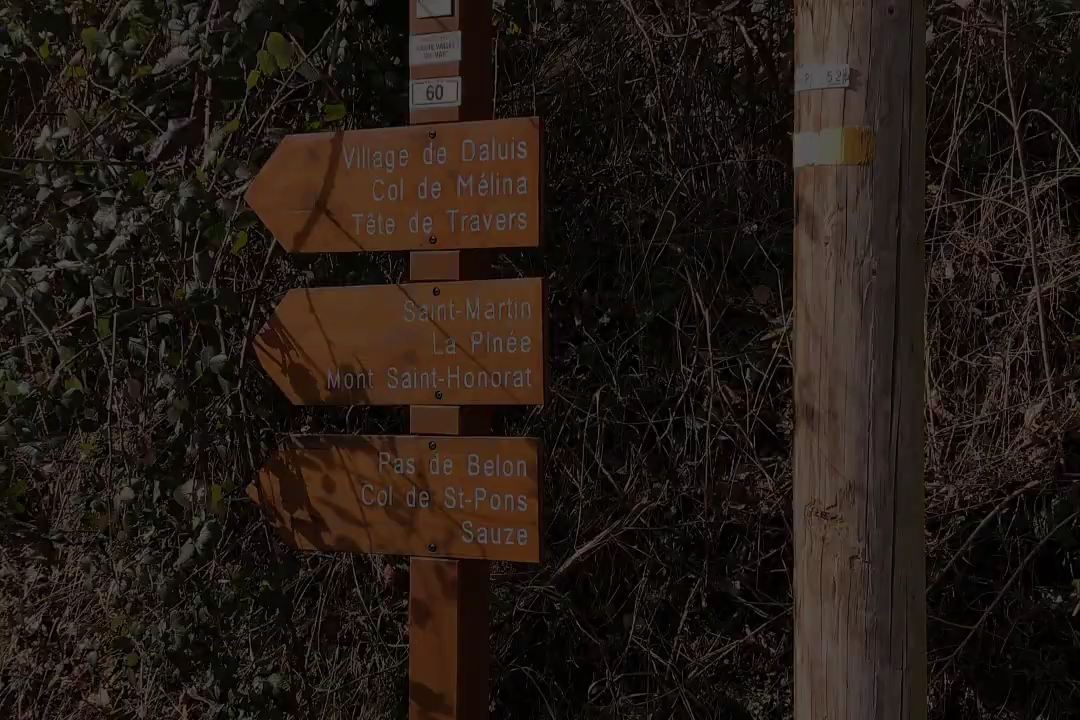 60
Village de Daluis
Col de Mélina
Tête de Travers
Saint-Martin
La Pinée
Mont Saint-Honorat
Pas de Belon
Col de St-Pons
Sauze